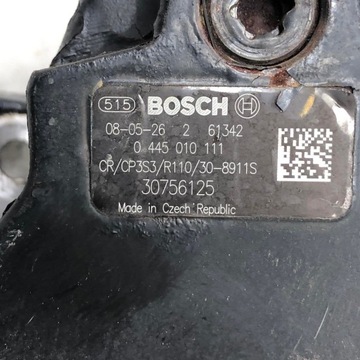 515 BOSCH
08-05-26 2 61342
0 445 010 111
CR/CP3S3/R110/30-8911S
30756125
Made in Czech Republic